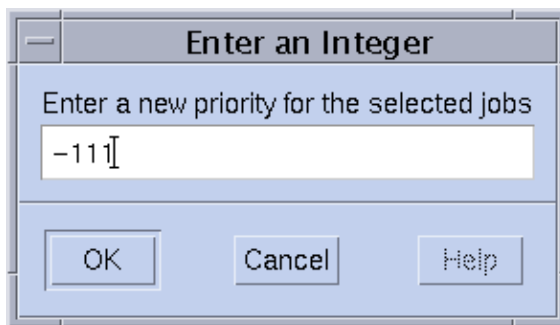 Enter an Integer
Enter a new priority for the selected jobs
-111
OK Cancel Help